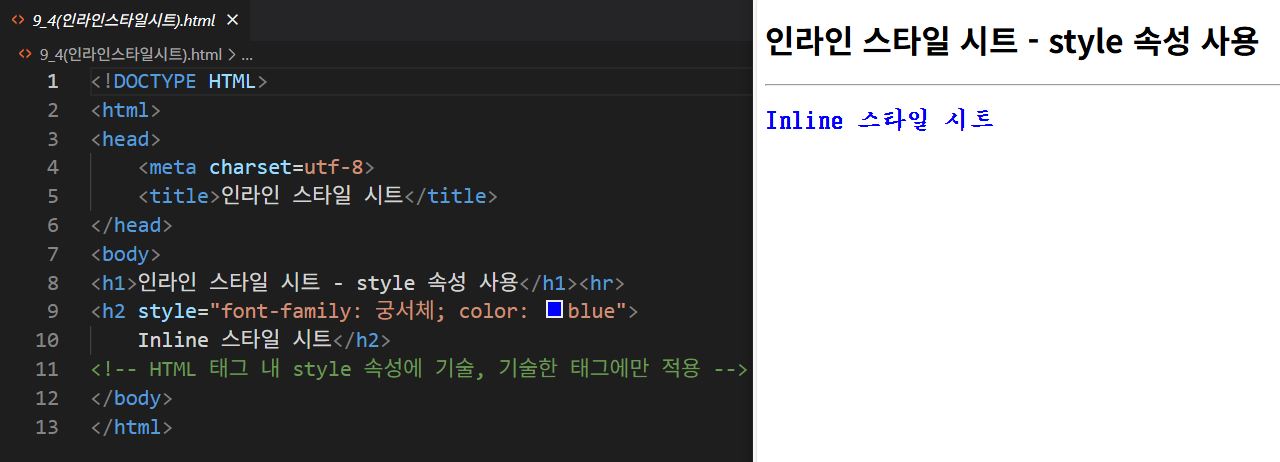 9_4(인라인스타일시트).html
9_4(인라인스타일시트).html > ...
1 <!DOCTYPE HTML>
2 <html>
3 <head>
4 <meta charset=utf-8>
5 <title>인라인 스타일 시트</title>
6 </head>
7 <body>
8 <h1>인라인 스타일 시트 - style 속성 사용</h1><hr>
9 <h2 style="font-family: 궁서체; color: blue">
10 Inline 스타일 시트</h2>
11 <!-- HTML 태그 내 style 속성에 기술, 기술한 태그에만 적용 -->
12 </body>
13 </html>
인라인 스타일 시트 - style 속성 사용
Inline 스타일 시트